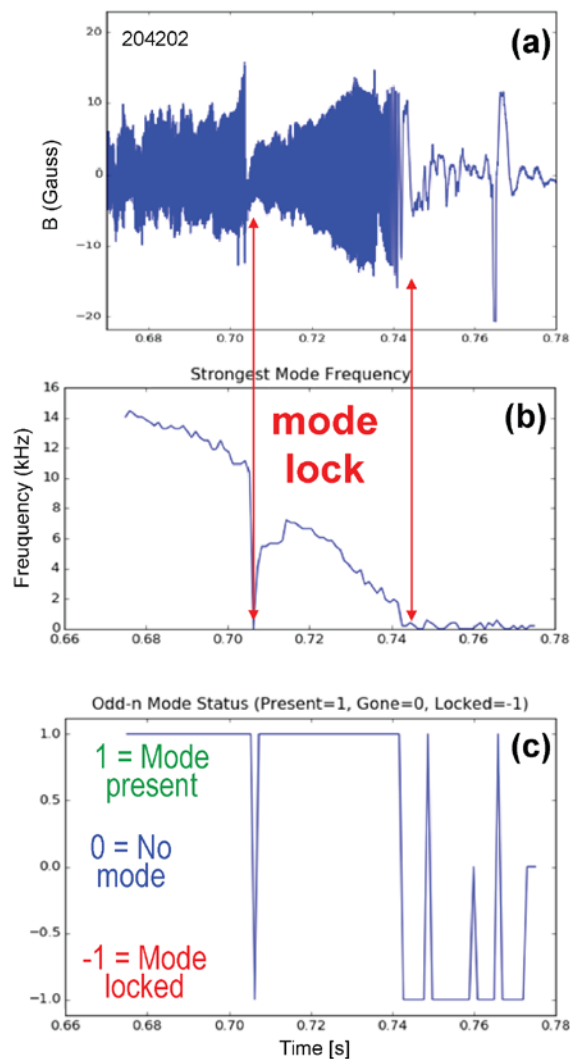 204202
(a)
20
10
0
−10
−20
B (Gauss)
0.68
0.70
0.72
0.74
0.76
0.78
Strongest Mode Frequency
(b)
16
14
12
10
8
6
4
2
0
Freuquency (kHz)
mode
lock
0.66
0.68
0.70
0.72
0.74
0.76
0.78
Odd-n Mode Status (Present=1, Gone=0, Locked=-1)
(c)
1.0
0.5
0.0
−0.5
−1.0
1 = Mode
present
0 = No
mode
-1 = Mode
locked
0.66
0.68
0.70
0.72
0.74
0.76
0.78
Time [s]